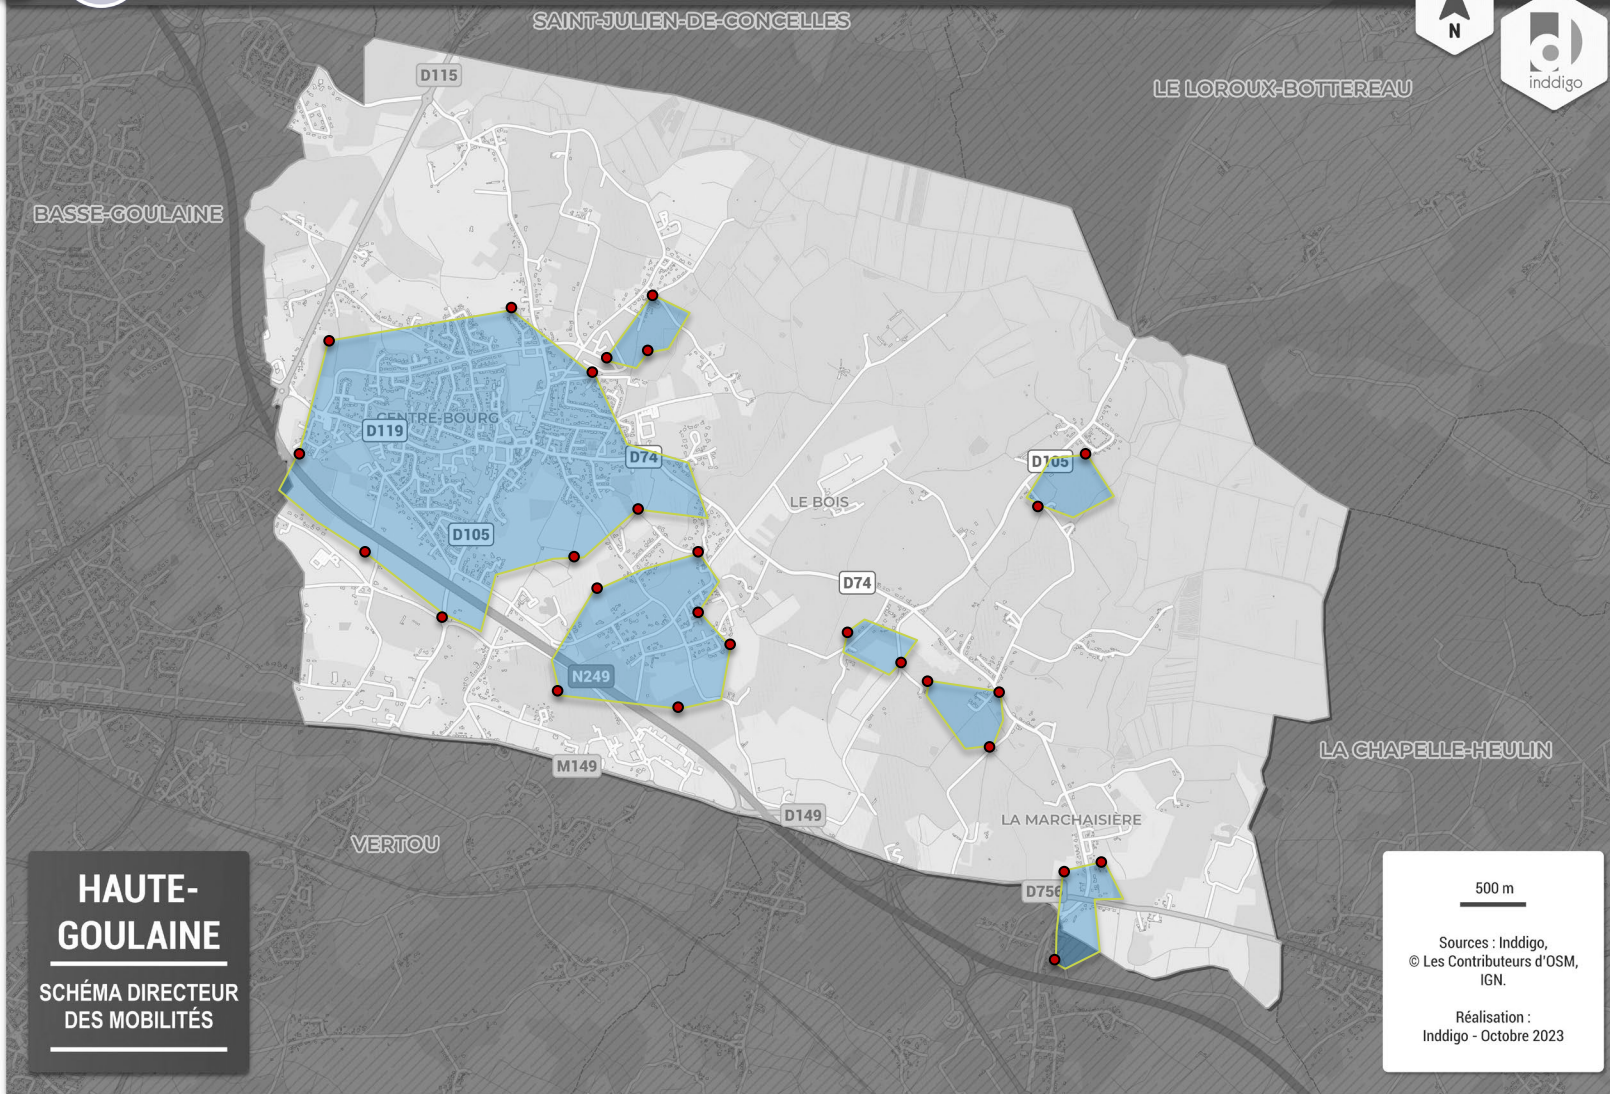 SAINT-JULIEN-DE-CONCELLES
N
inddigo
D115
LE LOROUX-BOTTEREAU
BASSE-GOULAINE
CENTRE-BOURG
D119
D74
D105
LE BOIS
D105
D74
N249
LA CHAPELLE-HEULIN
M149
D149
LA MARCHAISIÈRE
VERTOU
D756
HAUTE-
GOULAINE
SCHÉMA DIRECTEUR
DES MOBILITÉS
500 m
Sources : Inddigo,
© Les Contributeurs d'OSM,
IGN.
Réalisation :
Inddigo - Octobre 2023